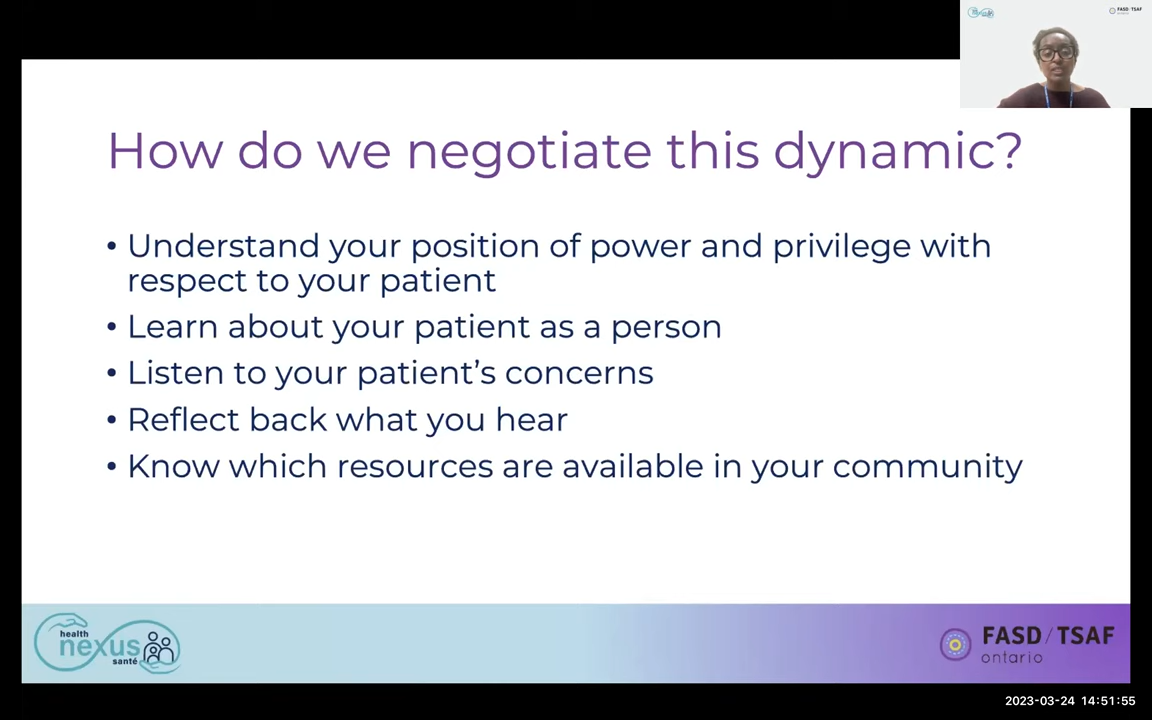 FASD/TSAF
How do we negotiate this dynamic?
• Understand your position of power and privilege with
respect to your patient
• Learn about your patient as a person
• Listen to your patient’s concerns
• Reflect back what you hear
• Know which resources are available in your community
health
nexus
santé
FASD/TSAF
ontario
2023-03-24 14:51:55